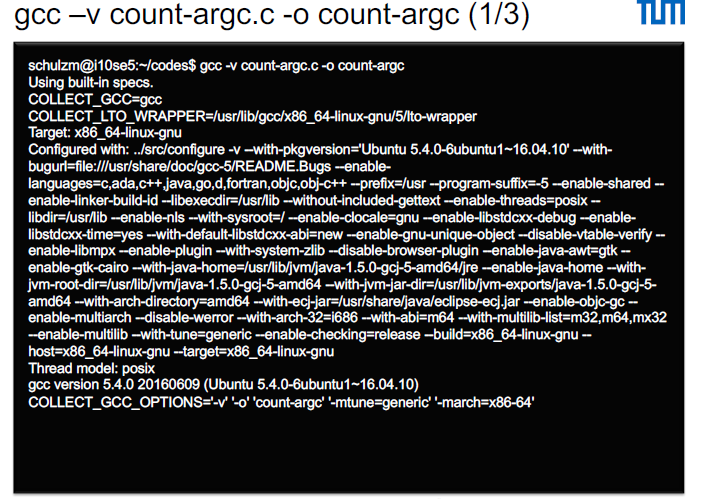 gcc –v count-argc.c -o count-argc (1/3)
TUM
schulzm@i10se5:~/codes$ gcc -v count-argc.c -o count-argc
Using built-in specs.
COLLECT_GCC=gcc
COLLECT_LTO_WRAPPER=/usr/lib/gcc/x86_64-linux-gnu/5/lto-wrapper
Target: x86_64-linux-gnu
Configured with: ../src/configure -v --with-pkgversion='Ubuntu 5.4.0-6ubuntu1~16.04.10' --with-
bugurl=file:///usr/share/doc/gcc-5/README.Bugs --enable-
languages=c,ada,c++,java,go,d,fortran,objc,obj-c++ --prefix=/usr --program-suffix=-5 --enable-shared --
enable-linker-build-id --libexecdir=/usr/lib --without-included-gettext --enable-threads=posix --
libdir=/usr/lib --enable-nls --with-sysroot=/ --enable-clocale=gnu --enable-libstdcxx-debug --enable-
libstdcxx-time=yes --with-default-libstdcxx-abi=new --enable-gnu-unique-object --disable-vtable-verify --
enable-libmpx --enable-plugin --with-system-zlib --disable-browser-plugin --enable-java-awt=gtk --
enable-gtk-cairo --with-java-home=/usr/lib/jvm/java-1.5.0-gcj-5-amd64/jre --enable-java-home --with-
jvm-root-dir=/usr/lib/jvm/java-1.5.0-gcj-5-amd64 --with-jvm-jar-dir=/usr/lib/jvm-exports/java-1.5.0-gcj-5-
amd64 --with-arch-directory=amd64 --with-ecj-jar=/usr/share/java/eclipse-ecj.jar --enable-objc-gc --
enable-multiarch --disable-werror --with-arch-32=i686 --with-abi=m64 --with-multilib-list=m32,m64,mx32
--enable-multilib --with-tune=generic --enable-checking=release --build=x86_64-linux-gnu --
host=x86_64-linux-gnu --target=x86_64-linux-gnu
Thread model: posix
gcc version 5.4.0 20160609 (Ubuntu 5.4.0-6ubuntu1~16.04.10)
COLLECT_GCC_OPTIONS='-v' '-o' 'count-argc' '-mtune=generic' '-march=x86-64'